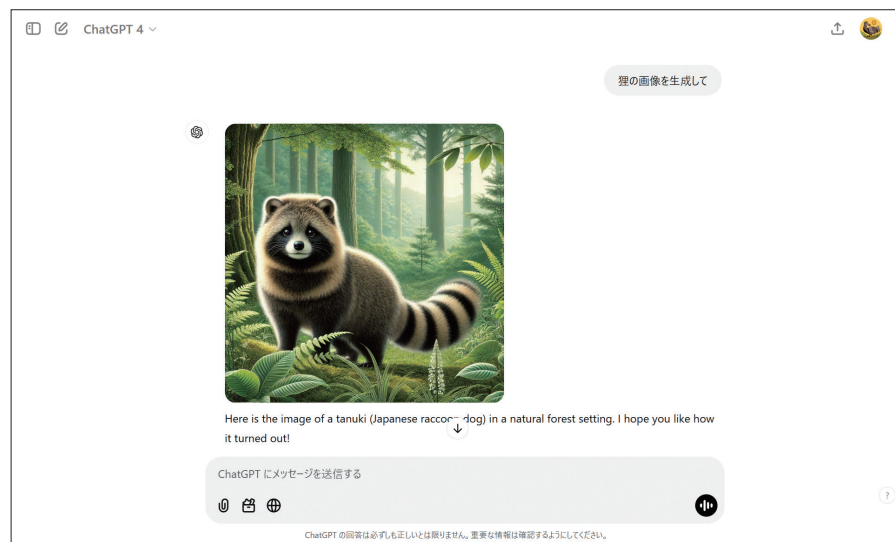 ChatGPT 4
狸の画像を生成して
Here is the image of a tanuki (Japanese raccoon dog) in a natural forest setting. I hope you like how
it turned out!
ChatGPT にメッセージを送信する
?
ChatGPT の回答は必ずしも正しいとは限りません。重要な情報は確認するようにしてください。